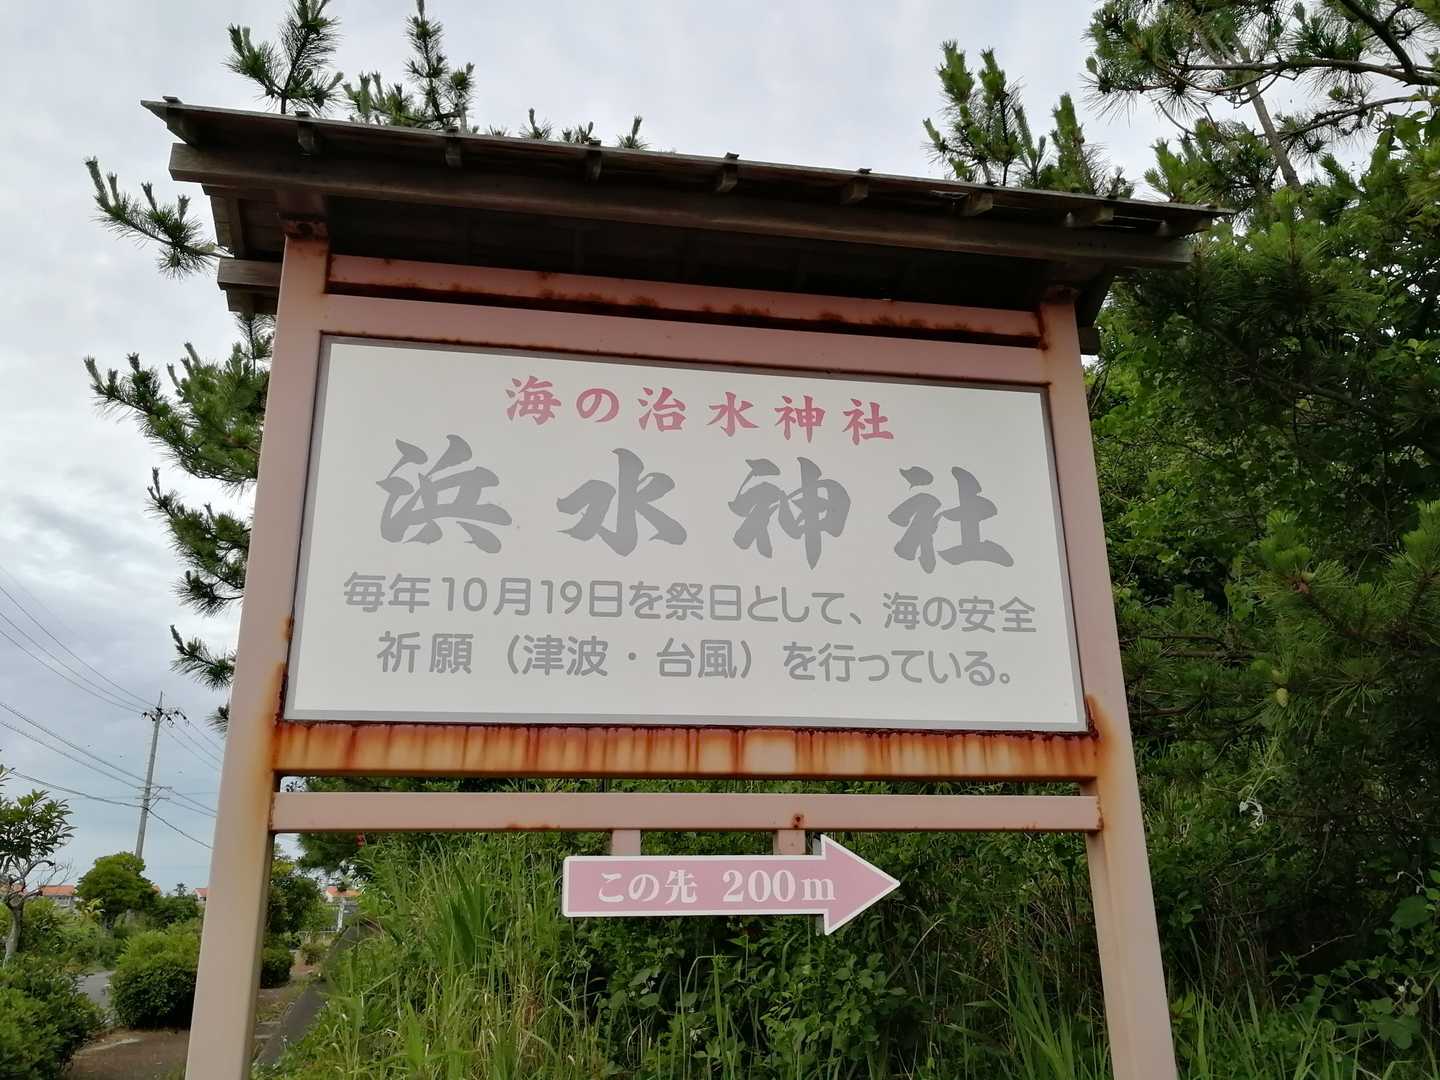 海の治水神社
浜水神社
毎年10月19日を祭日として、海の安全
祈願（津波・台風）を行っている。
この先 200m